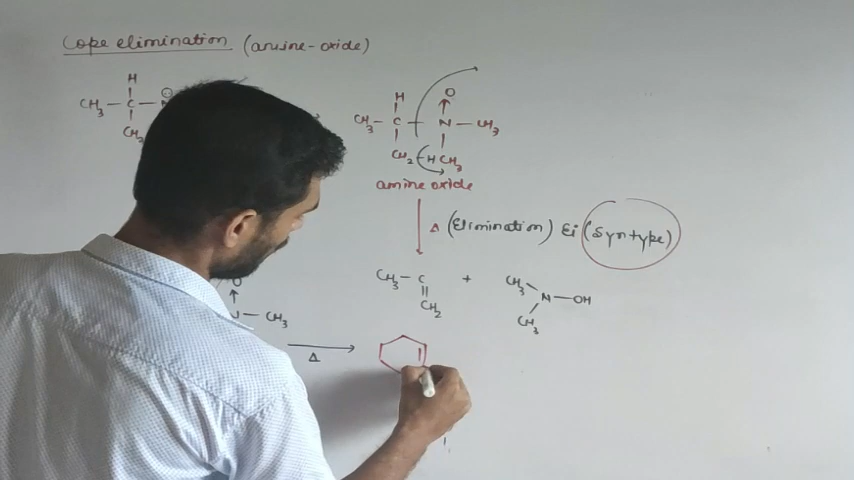 Cope elimination (amine-oxide)
H
CH3 - C -
CH3
H O
CH3 - C - N - CH3
CH2 - H CH3
amine oxide
Δ (Elimination) Ei (Syn type)
CH3 - C + CH3
|| N - OH
CH2 CH3
O
- CH3
Δ